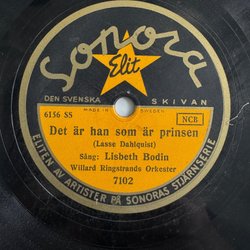 Sonora
Elit
DEN SVENSKA SKIVAN
6156 SS
MADE IN SWEDEN
NCB
Det är han som är prinsen
(Lasse Dahlquist)
Sång: Lisbeth Bodin
Willard Ringstrands Orkester
7102
ELITEN AV ARTISTER PÅ SONORAS STJÄRNSERIE